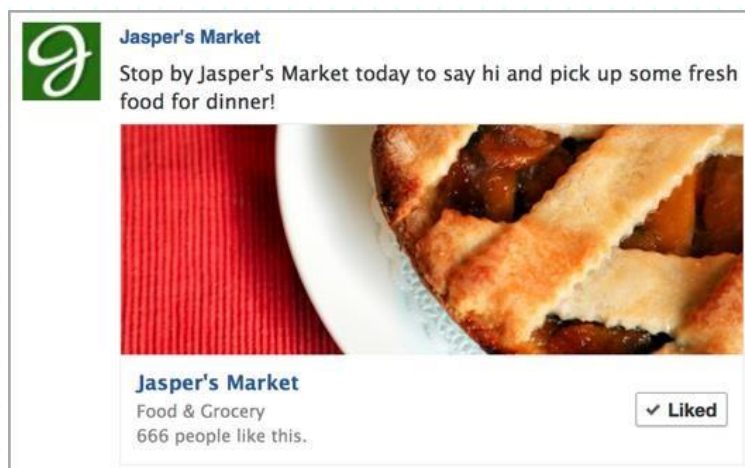 Jasper's Market
Stop by Jasper's Market today to say hi and pick up some fresh
food for dinner!
Jasper's Market
Food & Grocery
666 people like this.
✓ Liked